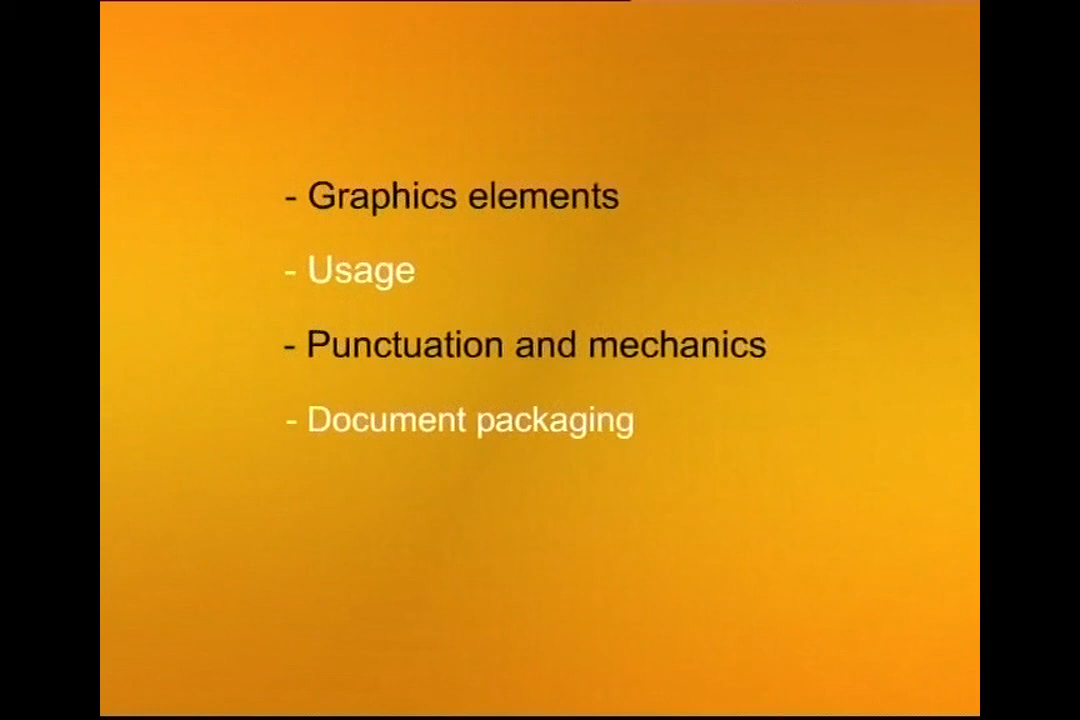 - Graphics elements
- Usage
- Punctuation and mechanics
- Document packaging